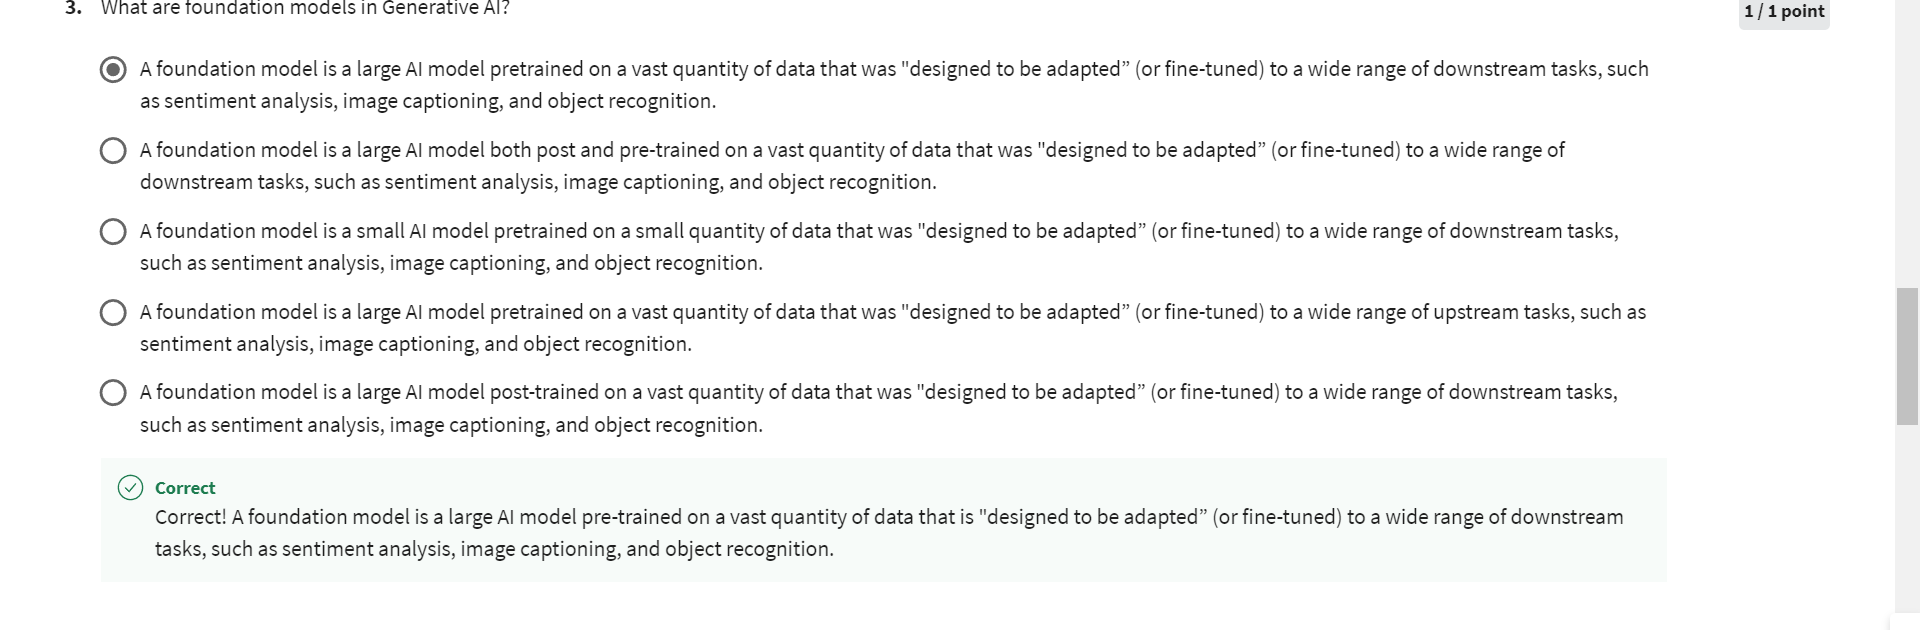 3. What are foundation models in Generative AI?
1 / 1 point
A foundation model is a large AI model pretrained on a vast quantity of data that was "designed to be adapted” (or fine-tuned) to a wide range of downstream tasks, such
as sentiment analysis, image captioning, and object recognition.
A foundation model is a large AI model both post and pre-trained on a vast quantity of data that was "designed to be adapted” (or fine-tuned) to a wide range of
downstream tasks, such as sentiment analysis, image captioning, and object recognition.
A foundation model is a small AI model pretrained on a small quantity of data that was "designed to be adapted” (or fine-tuned) to a wide range of downstream tasks,
such as sentiment analysis, image captioning, and object recognition.
A foundation model is a large AI model pretrained on a vast quantity of data that was "designed to be adapted” (or fine-tuned) to a wide range of upstream tasks, such as
sentiment analysis, image captioning, and object recognition.
A foundation model is a large AI model post-trained on a vast quantity of data that was "designed to be adapted” (or fine-tuned) to a wide range of downstream tasks,
such as sentiment analysis, image captioning, and object recognition.
Correct
Correct! A foundation model is a large AI model pre-trained on a vast quantity of data that is "designed to be adapted” (or fine-tuned) to a wide range of downstream
tasks, such as sentiment analysis, image captioning, and object recognition.